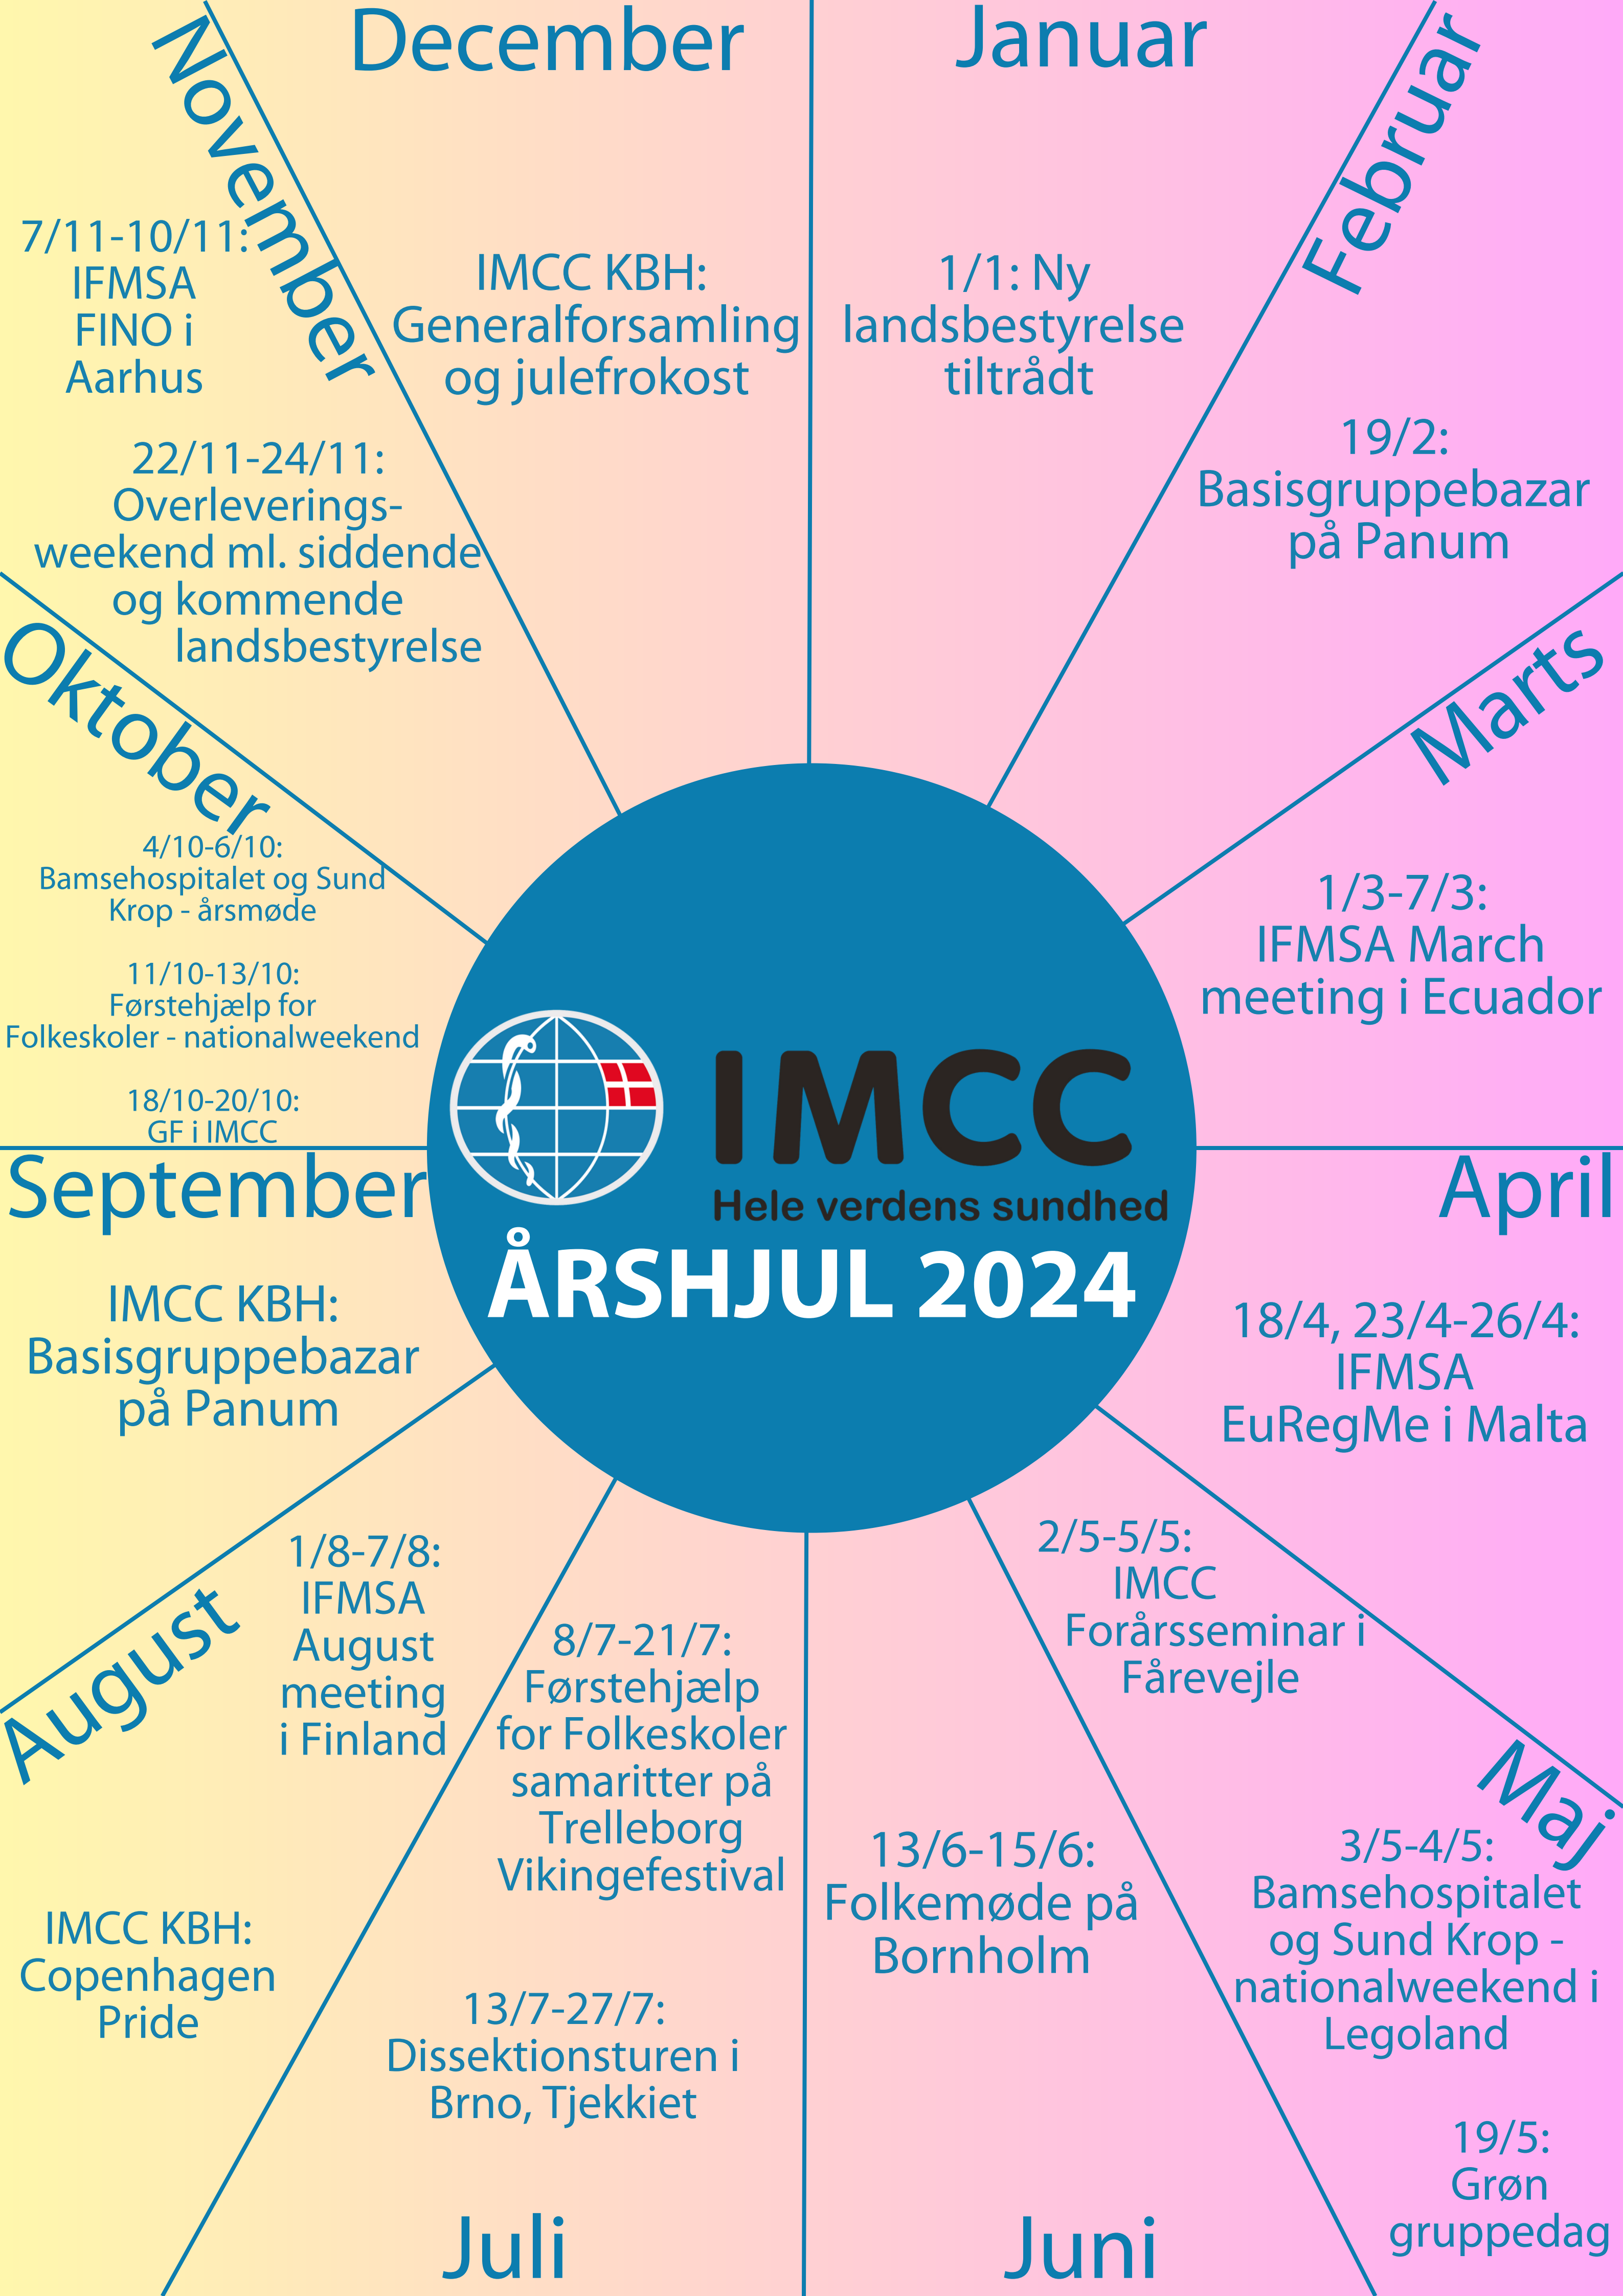 Januar
1/1: Ny
landsbestyrelse
tiltrådt
Februar
19/2:
Basisgruppebazar
på Panum
Marts
1/3-7/3:
IFMSA March
meeting i Ecuador
April
18/4, 23/4-26/4:
IFMSA
EuRegMe i Malta
Maj
2/5-5/5:
IMCC
Forårsseminar i
Fårevejle
3/5-4/5:
Bamsehospitalet
og Sund Krop -
nationalweekend i
Legoland
19/5:
Grøn
gruppedag
Juni
13/6-15/6:
Folkemøde på
Bornholm
Juli
8/7-21/7:
Førstehjælp
for Folkeskoler
samaritter på
Trelleborg
Vikingefestival
13/7-27/7:
Dissektionsturen i
Brno, Tjekkiet
August
1/8-7/8:
IFMSA
August
meeting
i Finland
IMCC KBH:
Copenhagen
Pride
September
IMCC KBH:
Basisgruppebazar
på Panum
Oktober
4/10-6/10:
Bamsehospitalet og Sund
Krop - årsmøde
11/10-13/10:
Førstehjælp for
Folkeskoler - nationalweekend
18/10-20/10:
GF i IMCC
November
7/11-10/11:
IFMSA
FINO i
Aarhus
22/11-24/11:
Overleverings-
weekend ml. siddende
og kommende
landsbestyrelse
December
IMCC KBH:
Generalforsamling
og julefrokost
IMCC
Hele verdens sundhed
ÅRSHJUL 2024